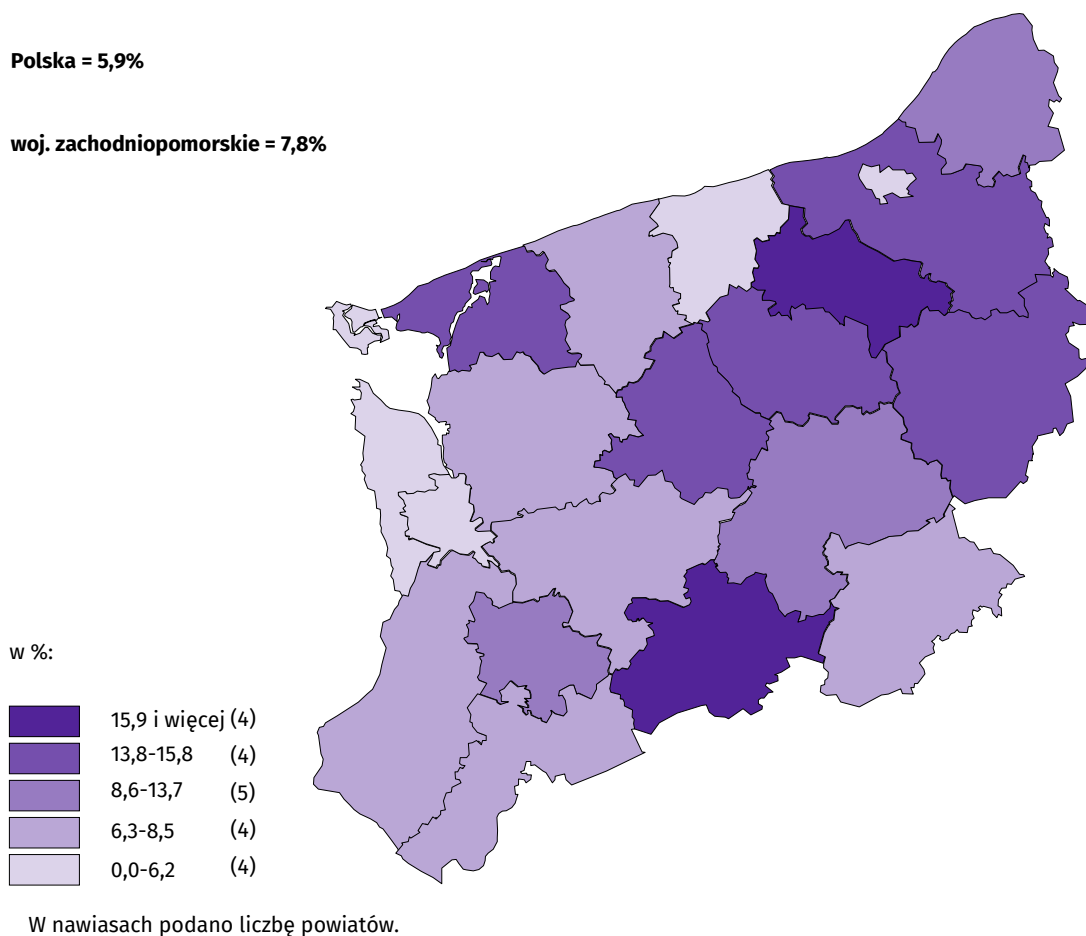 Polska = 5,9%
woj. zachodniopomorskie = 7,8%
w %:
15,9 i więcej (4)
13,8-15,8 (4)
8,6-13,7 (5)
6,3-8,5 (4)
0,0-6,2 (4)
W nawiasach podano liczbę powiatów.